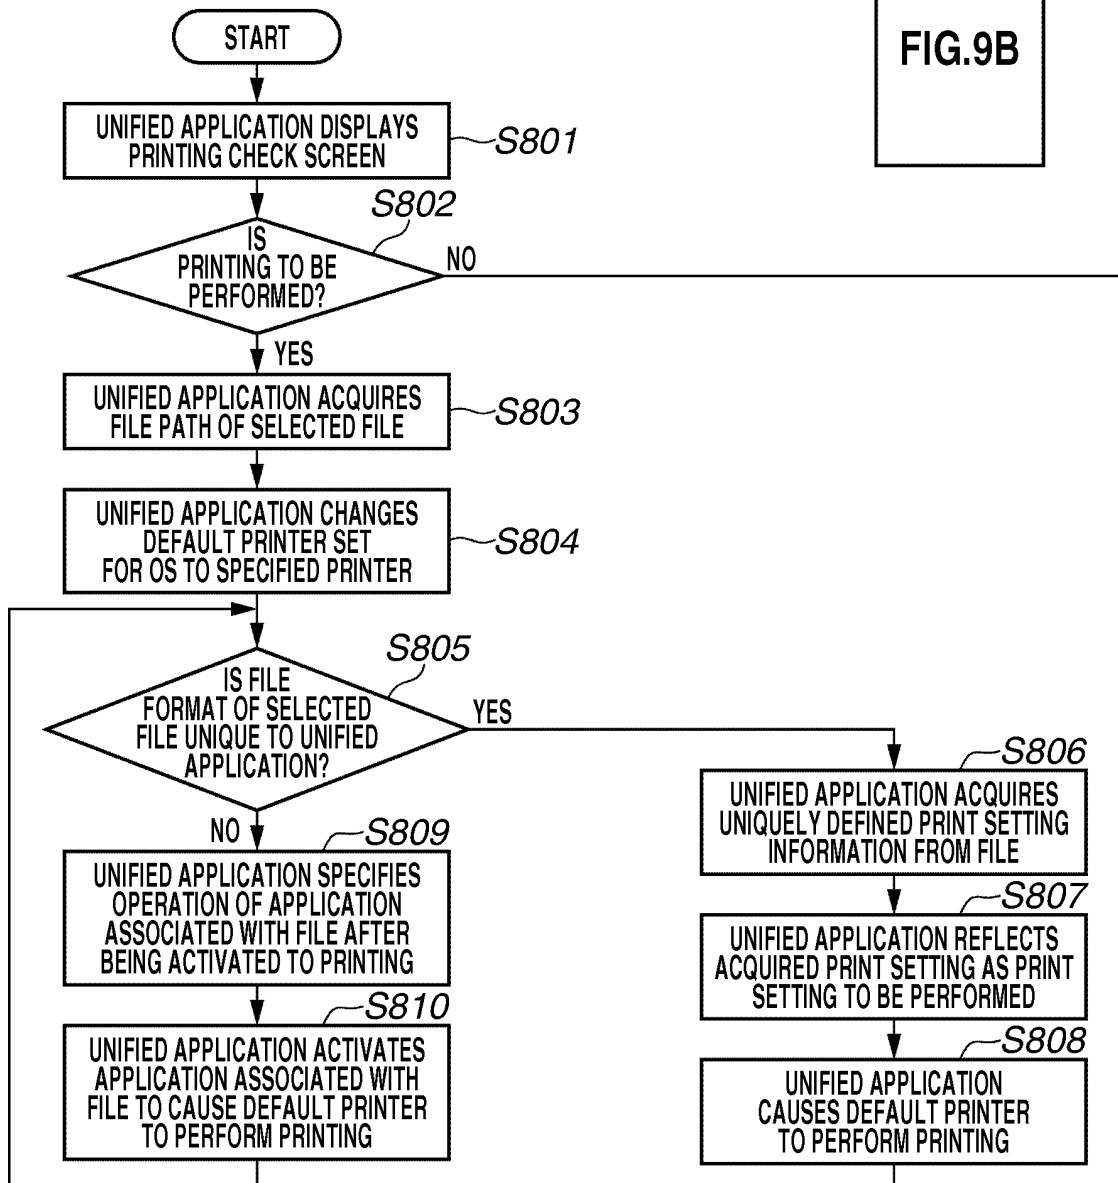 START
FIG.9B
UNIFIED APPLICATION DISPLAYS
PRINTING CHECK SCREEN
S801
S802
IS
PRINTING TO BE
PERFORMED?
NO
YES
UNIFIED APPLICATION ACQUIRES
FILE PATH OF SELECTED FILE
S803
UNIFIED APPLICATION CHANGES
DEFAULT PRINTER SET
FOR OS TO SPECIFIED PRINTER
S804
S805
IS FILE
FORMAT OF SELECTED
FILE UNIQUE TO UNIFIED
APPLICATION?
YES
NO
S806
UNIFIED APPLICATION ACQUIRES
UNIQUELY DEFINED PRINT SETTING
INFORMATION FROM FILE
S807
UNIFIED APPLICATION REFLECTS
ACQUIRED PRINT SETTING AS PRINT
SETTING TO BE PERFORMED
S808
UNIFIED APPLICATION
CAUSES DEFAULT PRINTER
TO PERFORM PRINTING
S809
UNIFIED APPLICATION SPECIFIES
OPERATION OF APPLICATION
ASSOCIATED WITH FILE AFTER
BEING ACTIVATED TO PRINTING
S810
UNIFIED APPLICATION ACTIVATES
APPLICATION ASSOCIATED WITH
FILE TO CAUSE DEFAULT PRINTER
TO PERFORM PRINTING